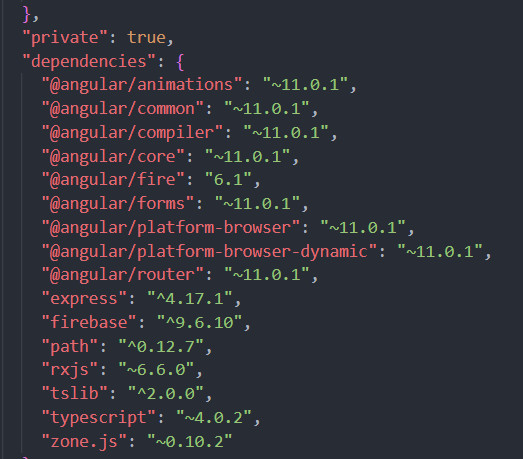 },
"private": true,
"dependencies": {
"@angular/animations": "~11.0.1",
"@angular/common": "~11.0.1",
"@angular/compiler": "~11.0.1",
"@angular/core": "~11.0.1",
"@angular/fire": "6.1",
"@angular/forms": "~11.0.1",
"@angular/platform-browser": "~11.0.1",
"@angular/platform-browser-dynamic": "~11.0.1",
"@angular/router": "~11.0.1",
"express": "^4.17.1",
"firebase": "^9.6.10",
"path": "^0.12.7",
"rxjs": "~6.6.0",
"tslib": "^2.0.0",
"typescript": "~4.0.2",
"zone.js": "~0.10.2"